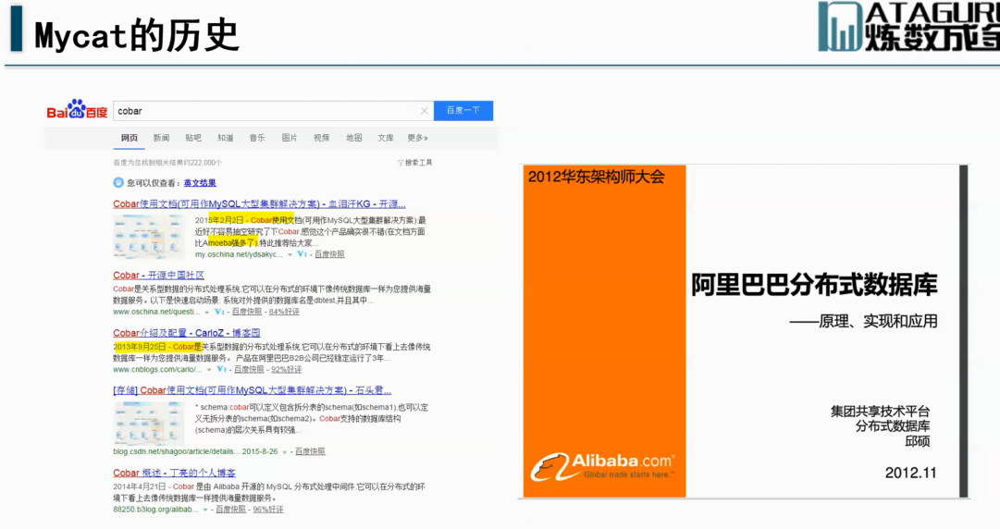 Mycat的历史
ATAGURU
炼数成金
Bai du 百度
cobar
百度一下
网页 新闻 贴吧 知道 音乐 图片 视频 地图 文库 更多»
百度为您找到相关结果约222,000个
搜索工具
您可以仅查看：英文结果
Cobar使用文档(可用作MySQL大型集群解决方案) - 血泪汗KG - 开源...
2015年2月2日 - Cobar使用文档(可用作MySQL大型集群解决方案):最
近好不容易抽空研究了下Cobar,感觉这个产品确实很不错(在文档方面
比Amoeba强多了),特此推荐给大家...
my.oschina.net/ydsakyc... - V1 - 百度快照
Cobar - 开源中国社区
Cobar是关系型数据的分布式处理系统,它可以在分布式的环境下像传统数据库一样为您提供海量
数据服务。以下是快速启动场景: 系统对外提供的数据库名是dbtest,并且其中...
www.oschina.net/questi... - V1 - 百度快照 - 84%好评
Cobar介绍及配置 - CarloZ - 博客园
2013年9月25日 - Cobar是关系型数据的分布式处理系统,它可以在分布式的环境下看上去像传统
数据库一样为您提供海量数据服务。 产品在阿里巴巴B2B公司已经稳定运行了3年...
www.cnblogs.com/carlo/... - V1 - 百度快照 - 92%好评
[存储] Cobar使用文档(可用作MySQL大型集群解决方案) - 石头君...
* schema:cobar可以定义包含拆分表的schema(如schema1),也可以定
义无拆分表的schema(如schema2)。Cobar支持的数据库结构
(schema)的层次关系具有较强...
blog.csdn.net/shagoo/article/details... 2015-8-26 - 百度快照
Cobar 概述 - 丁亮的个人博客
2014年4月21日 - Cobar 是由 Alibaba 开源的 MySQL 分布式处理中间件,它可以在分布式的环
境下看上去像传统数据库一样提供海量数据服务。
88250.b3log.org/alibab... - 百度快照 - 96%好评
2012华东架构师大会
阿里巴巴分布式数据库
——原理、实现和应用
集团共享技术平台
分布式数据库
邱硕
2012.11
Alibaba.com®
Global trade starts here.™